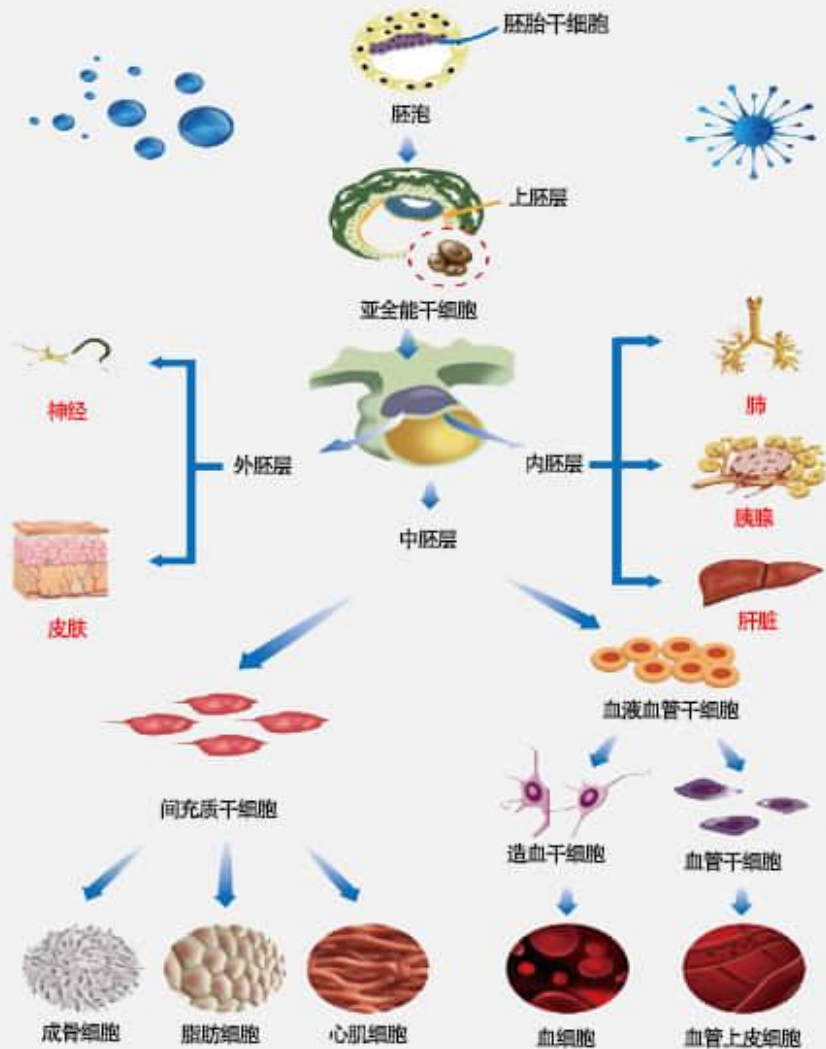 胚胎干细胞
胚泡
上胚层
亚全能干细胞
神经
肺
外胚层
内胚层
胰腺
中胚层
皮肤
肝脏
血液血管干细胞
间充质干细胞
造血干细胞
血管干细胞
成骨细胞
脂肪细胞
心肌细胞
血细胞
血管上皮细胞